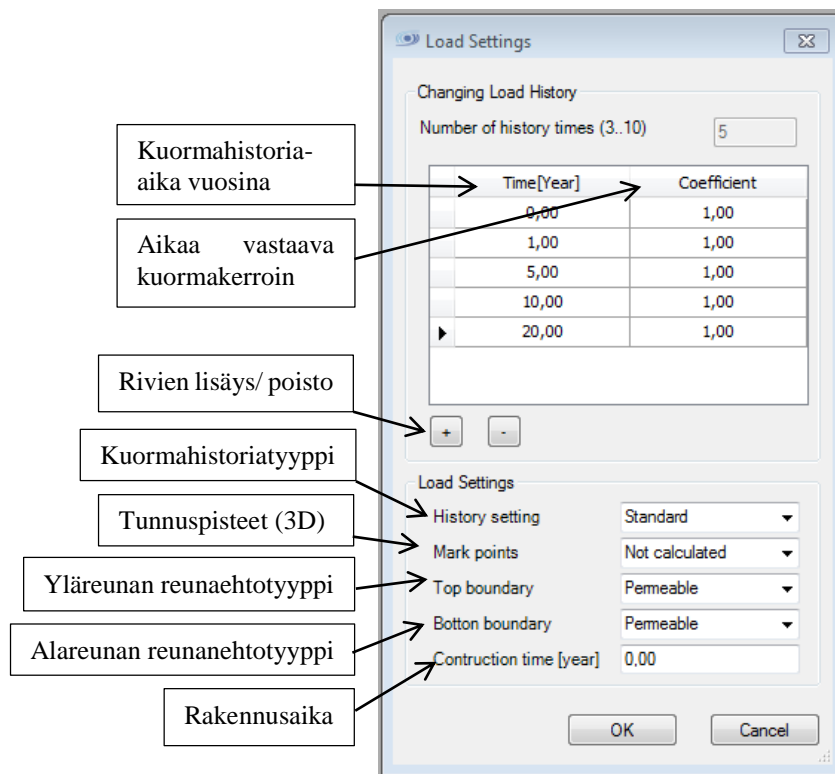 Load Settings
Changing Load History
Number of history times (3..10) 5
Kuormahistoria-
aika vuosina
Aikaa vastaava
kuormakerroin
Time[Year] Coefficient
0,00 1,00
1,00 1,00
5,00 1,00
10,00 1,00
20,00 1,00
Rivien lisäys/ poisto
+ -
Load Settings
Kuormahistoriatyyppi
History setting Standard
Tunnuspisteet (3D)
Mark points Not calculated
Yläreunan reunaehtotyyppi
Top boundary Permeable
Alareunan reunanehtotyyppi
Botton boundary Permeable
Rakennusaika
Contruction time [year] 0,00
OK Cancel